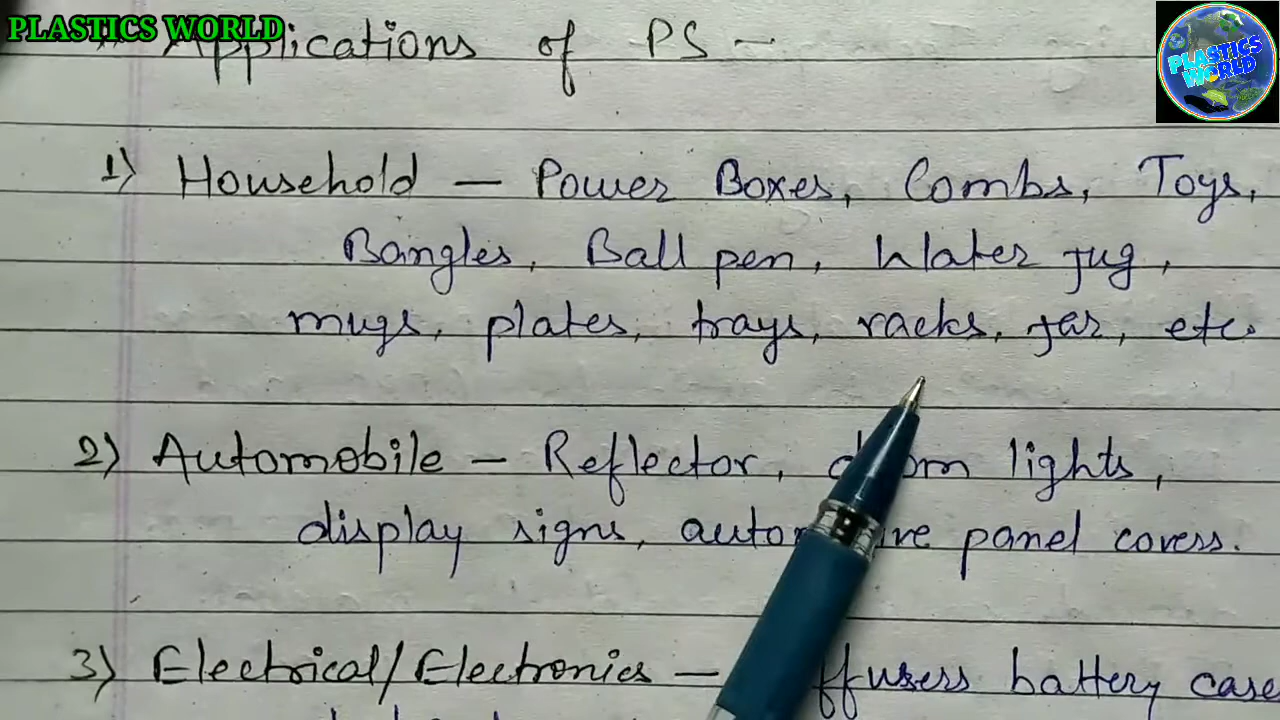 PLASTICS WORLD
Applications of PS -
PLASTICS
WORLD
1) Household - Power Boxes, Combs, Toys,
Bangles, Ball pen, Water jug,
mugs, plates, trays, racks, jar, etc.
2) Automobile - Reflector, lights,
display signs, panel covers.
3) Electrical/Electronics - battery case